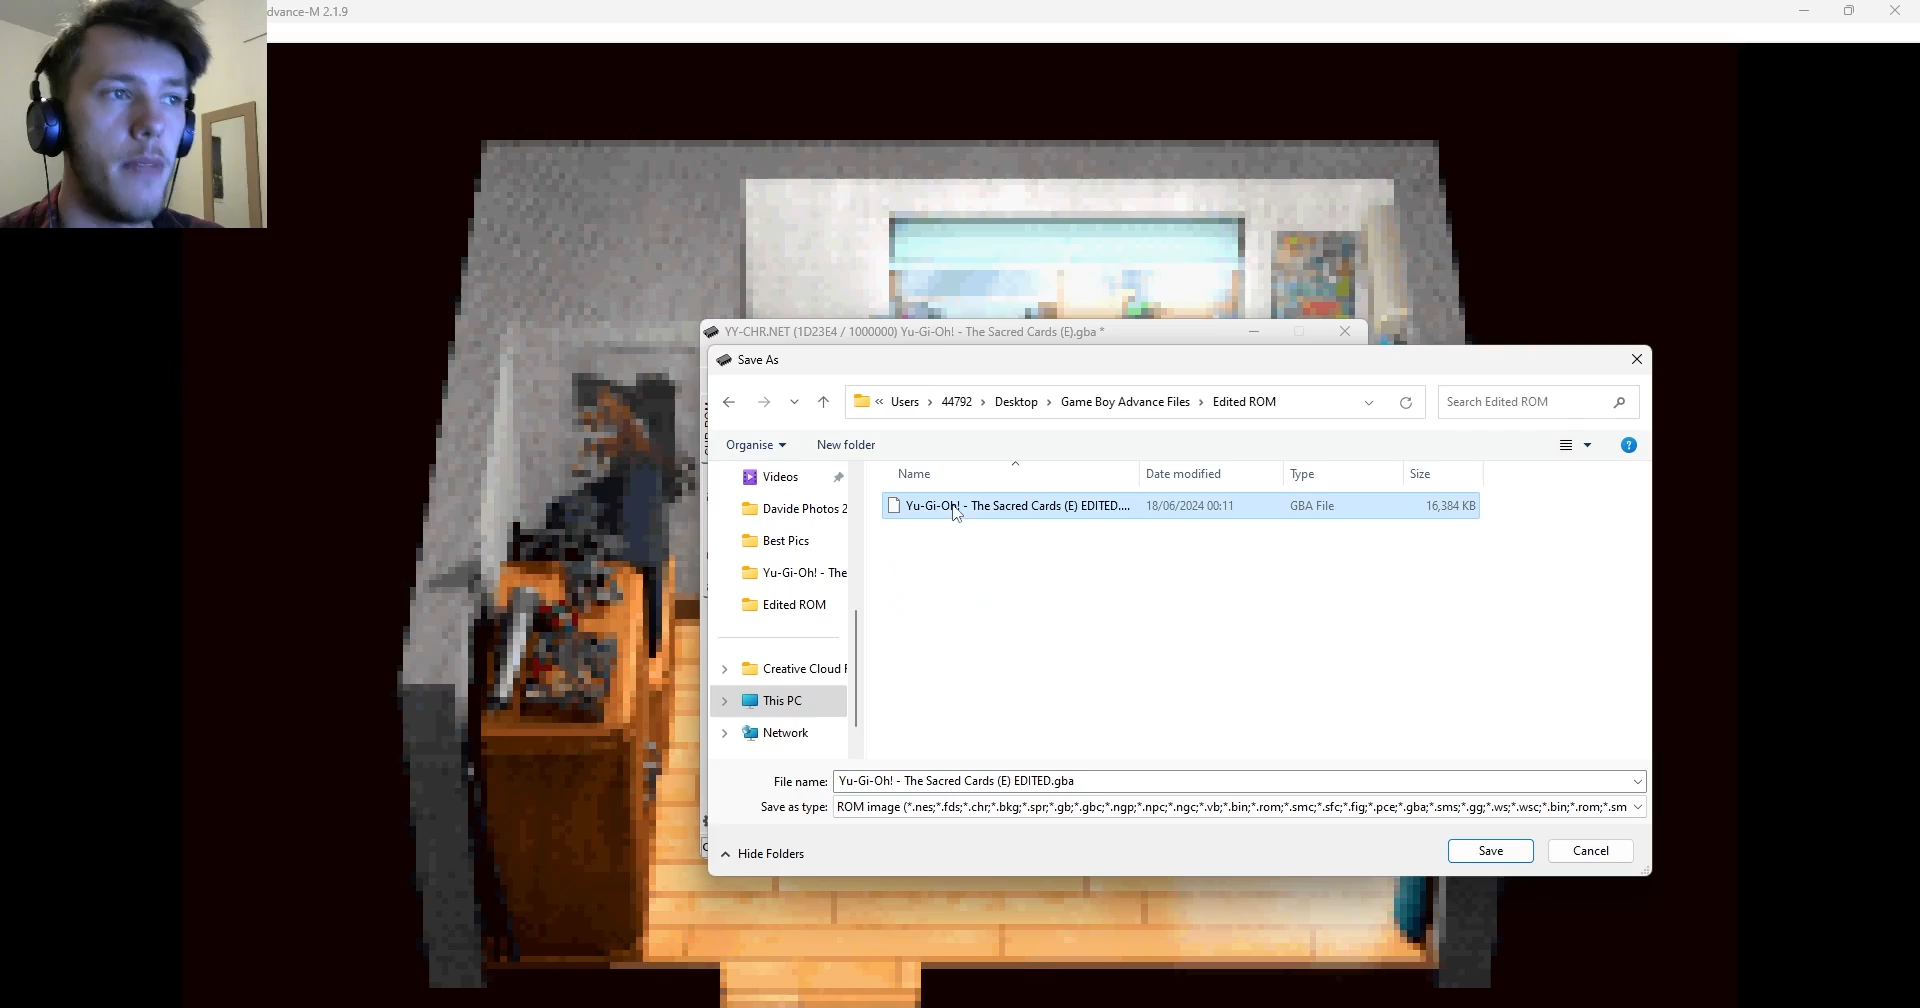 dvance-M 2.1.9
YY-CHR.NET (1D23E4 / 1000000) Yu-Gi-Oh! - The Sacred Cards (E).gba *
Save As
« Users › 44792 › Desktop › Game Boy Advance Files › Edited ROM
Search Edited ROM
Organise
New folder
Name
Date modified
Type
Size
Yu-Gi-Oh! - The Sacred Cards (E) EDITED....
18/06/2024 00:11
GBA File
16,384 KB
Videos
Davide Photos 2
Best Pics
Yu-Gi-Oh! - The
Edited ROM
Creative Cloud F
This PC
Network
File name: Yu-Gi-Oh! - The Sacred Cards (E) EDITED.gba
Save as type: ROM image (*.nes;*.fds;*.chr;*.bkg;*.spr;*.gb;*.gbc;*.ngp;*.npc;*.ngc;*.vb;*.bin;*.rom;*.smc;*.sfc;*.fig;*.pce;*.gba;*.sms;*.gg;*.ws;*.wsc;*.bin;*.rom;*.sm
Hide Folders
Save
Cancel